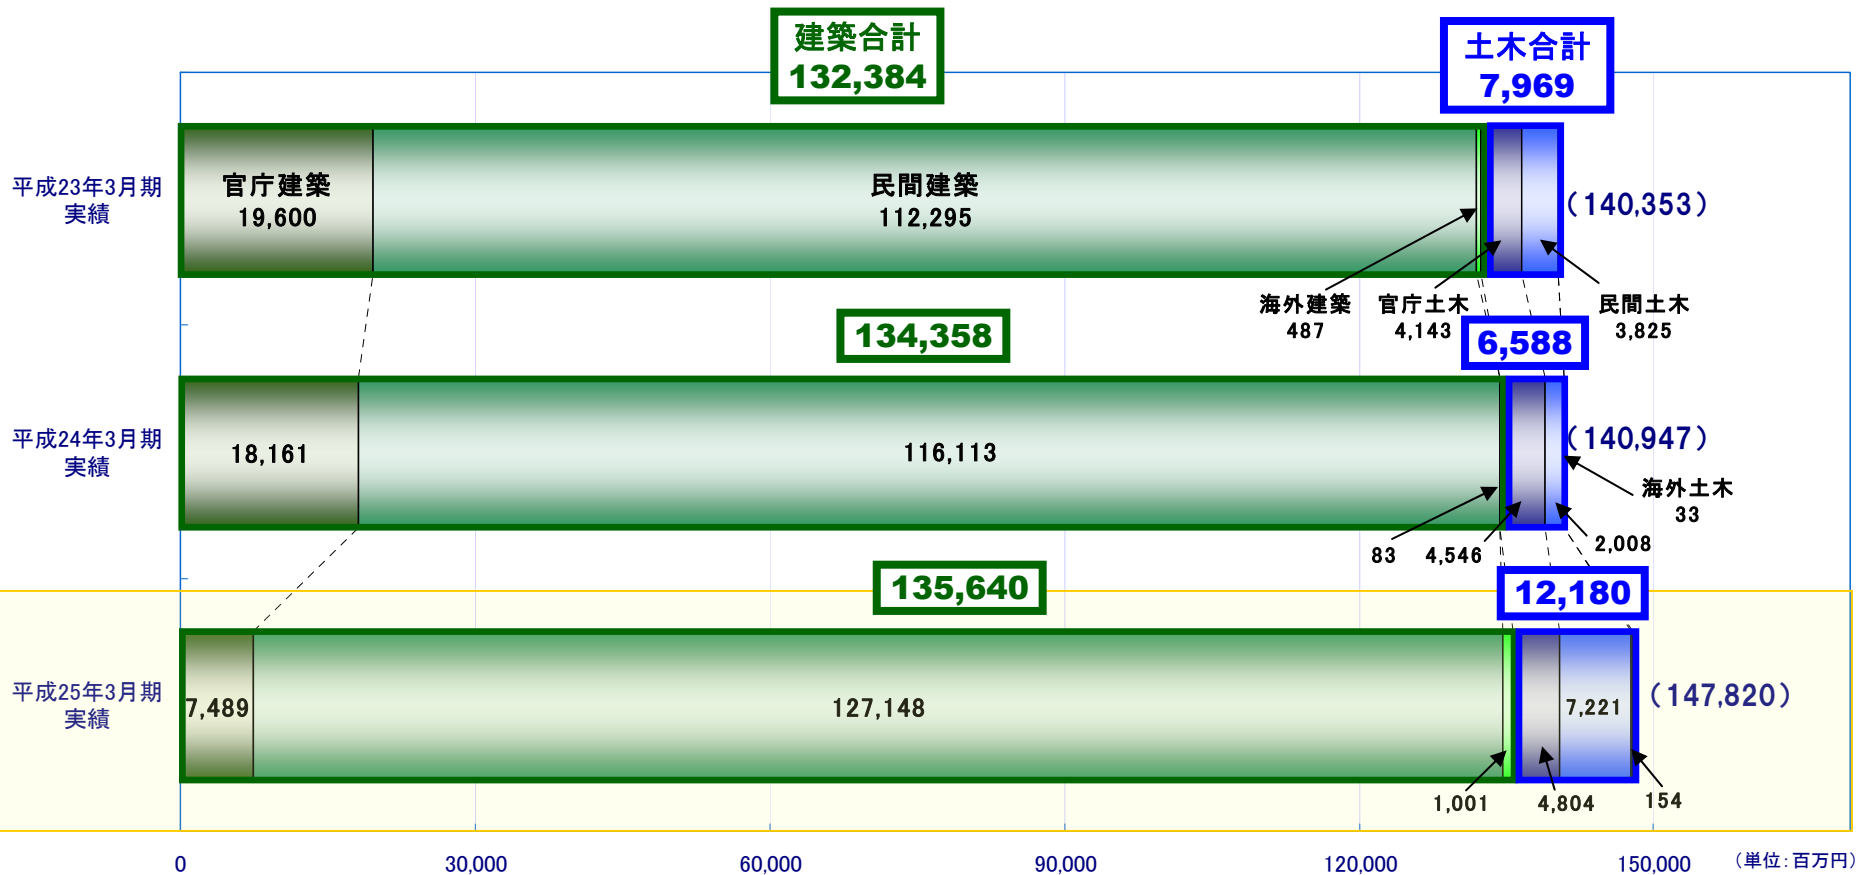 建築合計
132,384
土木合計
7,969
平成23年3月期
実績
官庁建築
19,600
民間建築
112,295
（140,353）
海外建築
487
官庁土木
4,143
民間土木
3,825
134,358
6,588
平成24年3月期
実績
18,161
116,113
（140,947）
海外土木
33
83
4,546
2,008
135,640
12,180
平成25年3月期
実績
7,489
127,148
7,221
（147,820）
1,001
4,804
154
0
30,000
60,000
90,000
120,000
150,000
（単位：百万円）